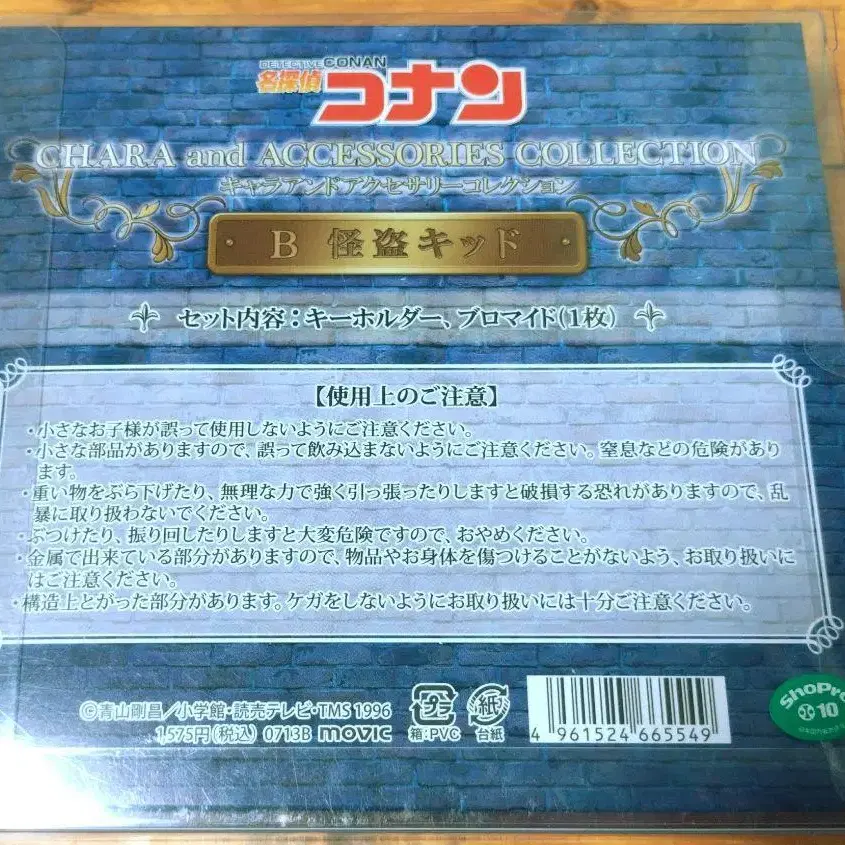 DETECTIVE CONAN
名探偵
コナン
CHARA and ACCESSORIES COLLECTION
キャラアンドアクセサリーコレクション
B 怪盗キッド
セット内容：キーホルダー、ブロマイド(1枚)
【使用上のご注意】
・小さなお子様が誤って使用しないようにご注意ください。
・小さな部品がありますので、誤って飲み込まないようにご注意ください。窒息などの危険があり
ます。
・重い物をぶら下げたり、無理な力で強く引っ張ったりしますと破損する恐れがありますので、乱
暴に取り扱わないでください。
・ぶつけたり、振り回したりしますと大変危険ですので、おやめください。
・金属で出来ている部分がありますので、物品やお身体を傷つけることがないよう、お取り扱いに
はご注意ください。
・構造上とがった部分があります。ケガをしないようにお取り扱いには十分ご注意ください。
©青山剛昌／小学館・読売テレビ・TMS 1996
1,575円(税込) 0713B movic
プラ
箱:PVC
紙
台紙
4 961524 665549
ShoPro
10